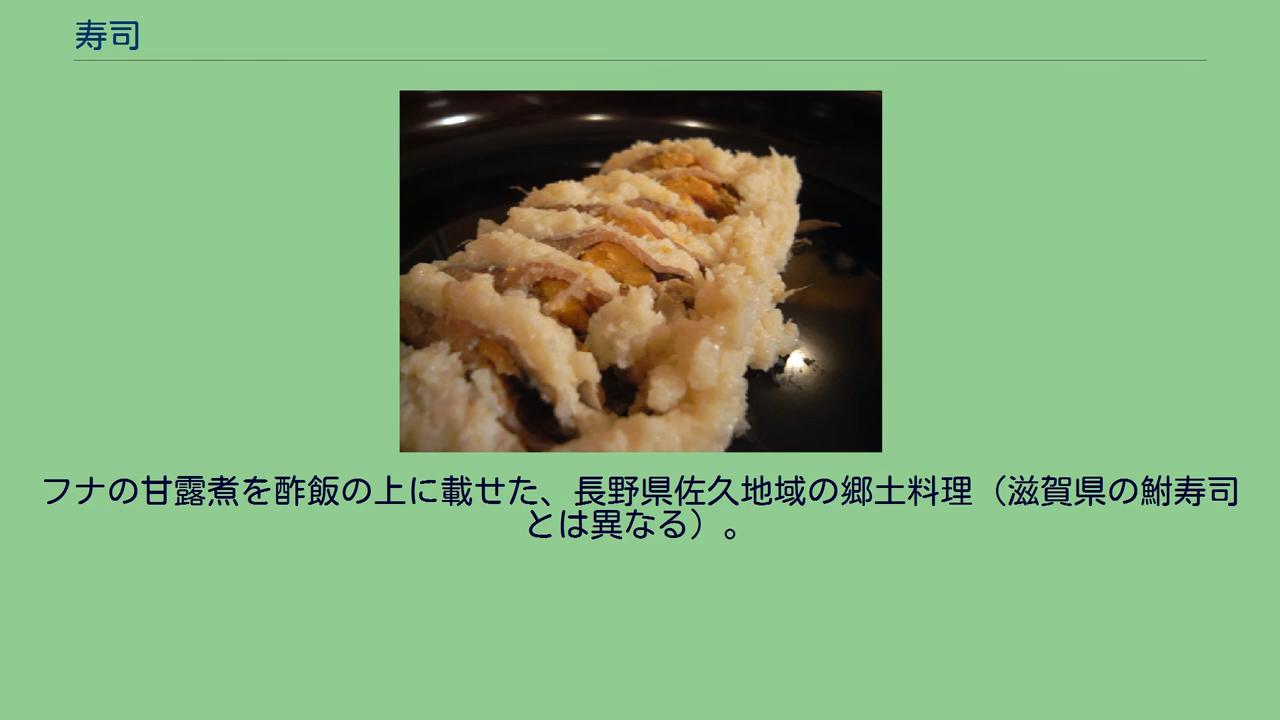 寿司
フナの甘露煮を酢飯の上に載せた、長野県佐久地域の郷土料理（滋賀県の鮒寿司
とは異なる）。